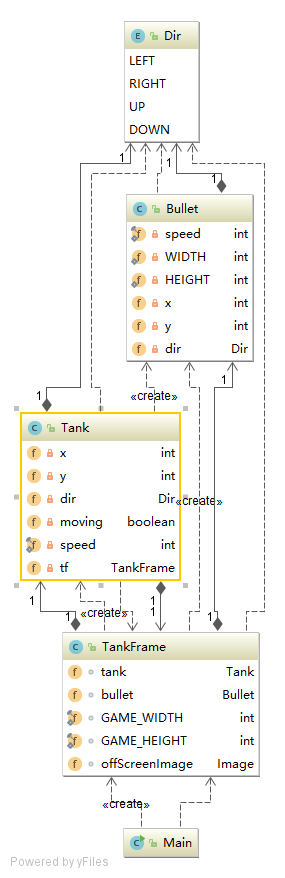 E Dir
LEFT
RIGHT
UP
DOWN
1
1
1
C Bullet
f speed int
f WIDTH int
f HEIGHT int
f x int
f y int
f dir Dir
1
1
«create»
C Tank
f x int
f y int
f dir Dir
f moving boolean
f speed int
f tf TankFrame
«create»
1
1
«create»
1
1
1
C TankFrame
f tank Tank
f bullet Bullet
f GAME_WIDTH int
f GAME_HEIGHT int
f offScreenImage Image
«create»
C Main
Powered by yFiles